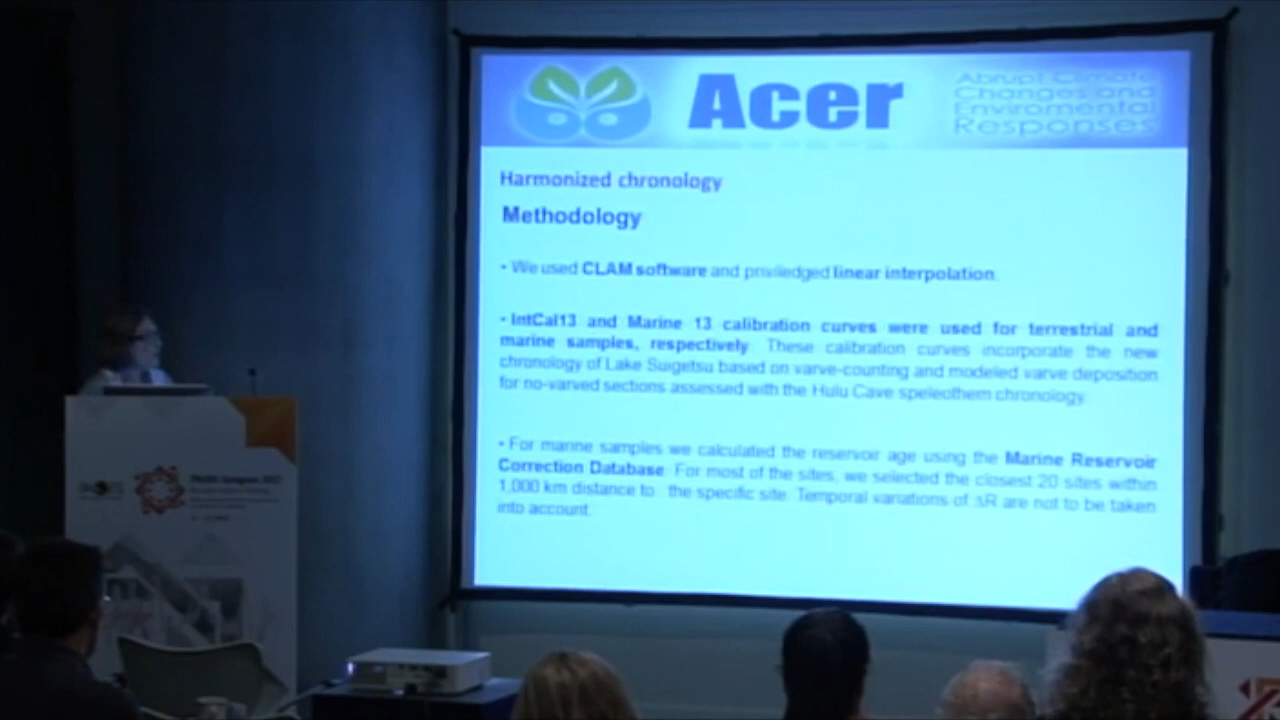 Acer
Abrupt Climate
Changes and
Enviromental
Responses
Harmonized chronology
Methodology
• We used CLAM software and priviledged linear interpolation.
• IntCal13 and Marine 13 calibration curves were used for terrestrial and
marine samples, respectively. These calibration curves incorporate the new
chronology of Lake Suigetsu based on varve-counting and modeled varve deposition
for no-varved sections assessed with the Hulu Cave speleothem chronology.
• For marine samples we calculated the reservoir age using the Marine Reservoir
Correction Database. For most of the sites, we selected the closest 20 sites within
1,000 km distance to the specific site. Temporal variations of ΔR are not to be taken
into account.